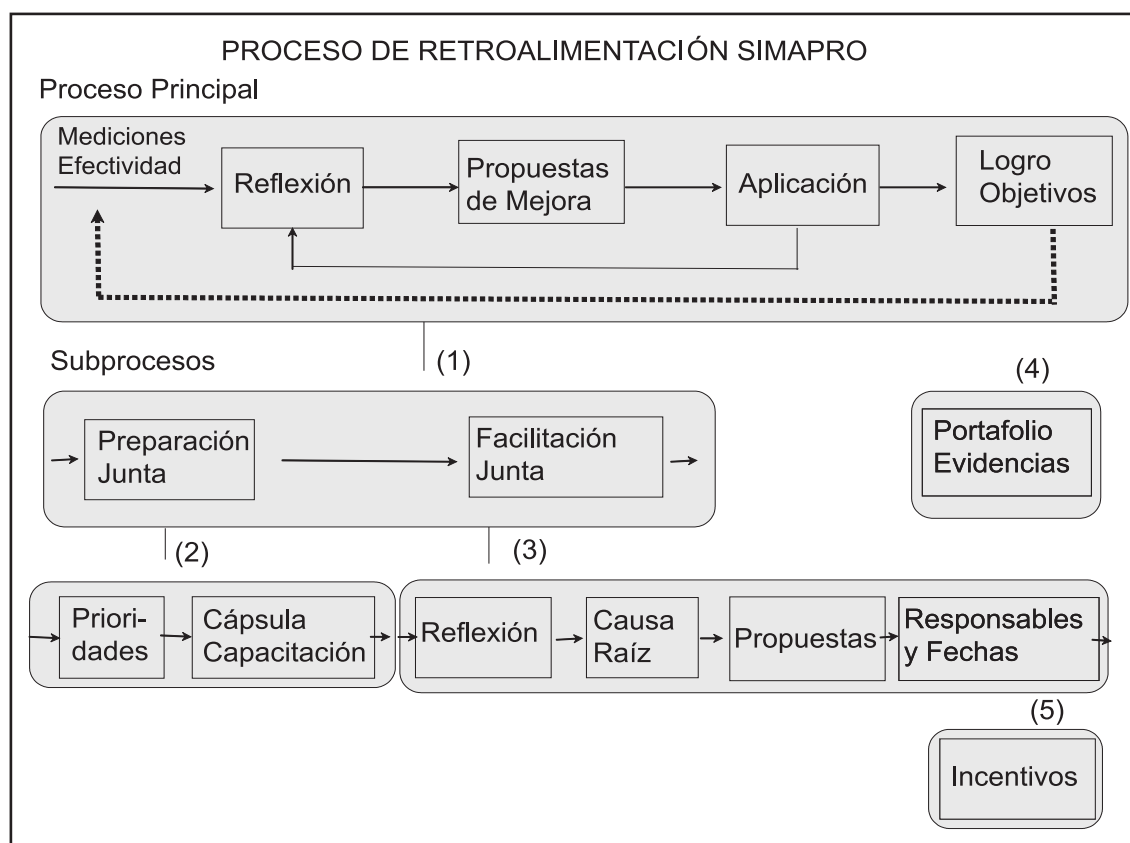 PROCESO DE RETROALIMENTACIÓN SIMAPRO
Proceso Principal
Mediciones
Efectividad
Reflexión
Propuestas
de Mejora
Aplicación
Logro
Objetivos
Subprocesos
(1)
(4)
Preparación
Junta
Facilitación
Junta
Portafolio
Evidencias
(2)
(3)
Priori-
dades
Cápsula
Capacitación
Reflexión
Causa
Raíz
Propuestas
Responsables
y Fechas
(5)
Incentivos